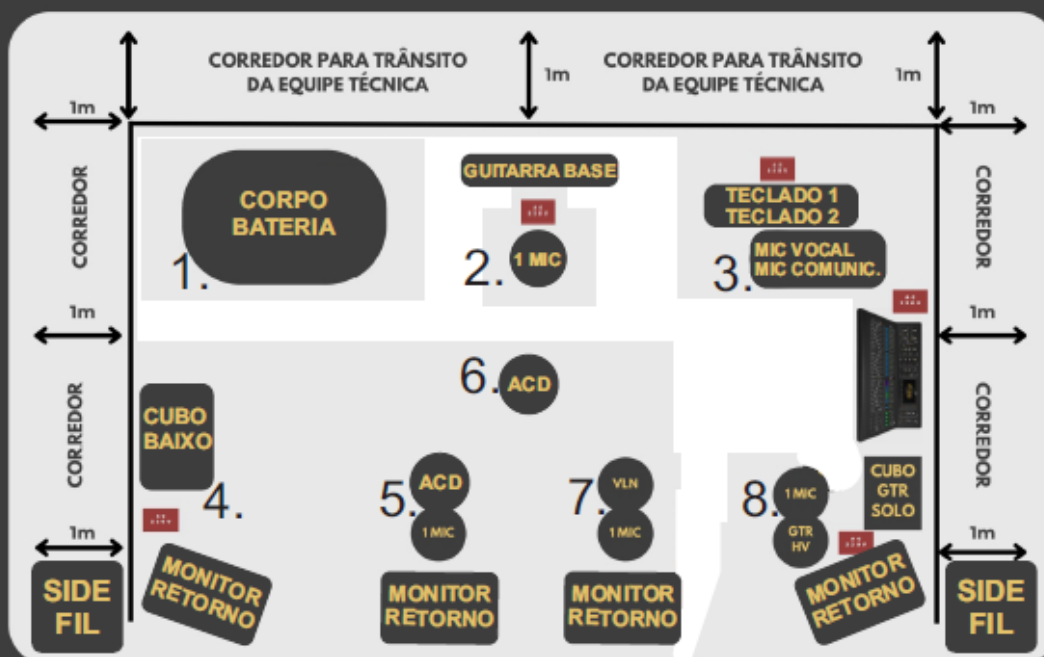 CORREDOR PARA TRÂNSITO
DA EQUIPE TÉCNICA
1m
CORREDOR PARA TRÂNSITO
DA EQUIPE TÉCNICA
1m
1m
1m
CORREDOR
CORPO
BATERIA
1.
GUITARRA BASE
2.
1 MIC
TECLADO 1
TECLADO 2
3.
MIC VOCAL
MIC COMUNIC.
CORREDOR
1m
1m
CORREDOR
CUBO
BAIXO
4.
6.
ACD
5.
ACD
1 MIC
7.
VLN
1 MIC
8.
1 MIC
GTR
HV
CUBO
GTR
SOLO
CORREDOR
1m
1m
SIDE
FIL
MONITOR
RETORNO
MONITOR
RETORNO
MONITOR
RETORNO
MONITOR
RETORNO
SIDE
FIL